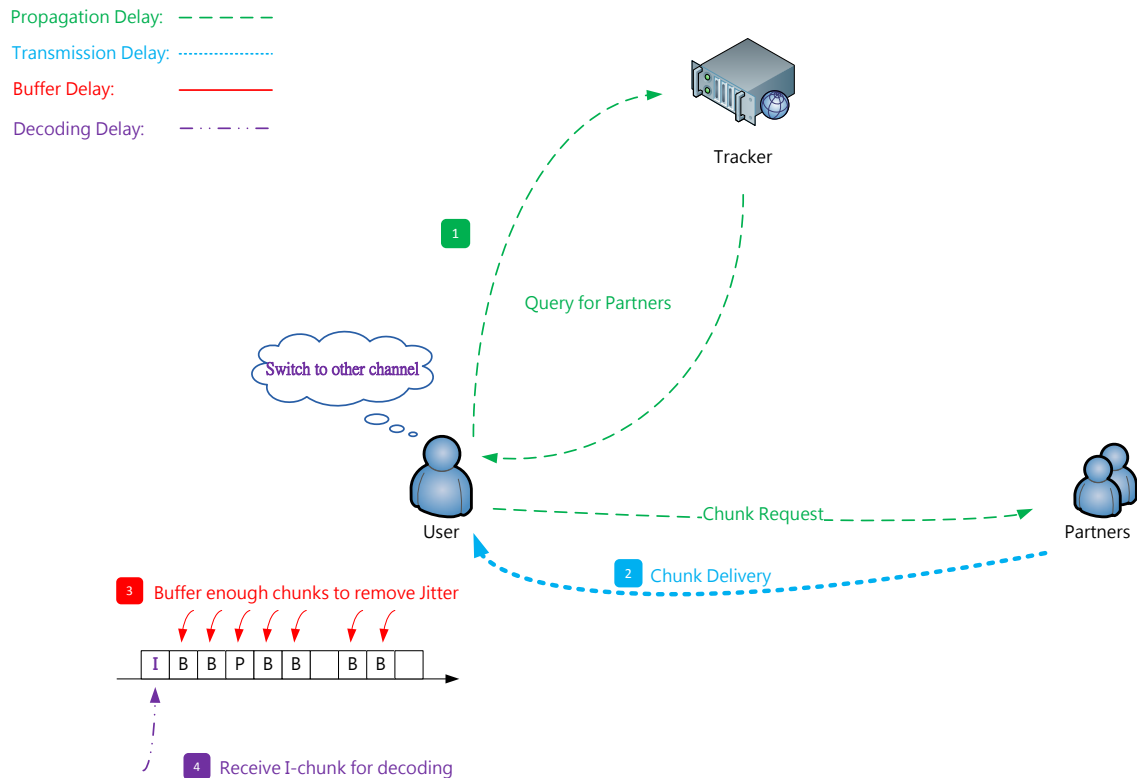 Propagation Delay:
Transmission Delay:
Buffer Delay:
Decoding Delay:
Tracker
1
Query for Partners
Switch to other channel
User
Chunk Request
Partners
2 Chunk Delivery
3 Buffer enough chunks to remove Jitter
I B B P B B B B
4 Receive I-chunk for decoding